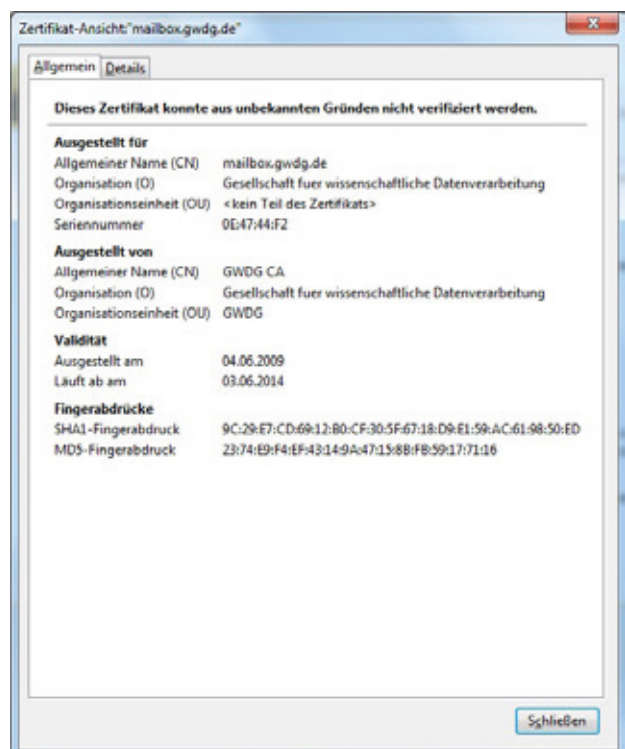 Zertifikat-Ansicht:"mailbox.gwdg.de"
Allgemein Details
Dieses Zertifikat konnte aus unbekannten Gründen nicht verifiziert werden.
Ausgestellt für
Allgemeiner Name (CN) mailbox.gwdg.de
Organisation (O) Gesellschaft fuer wissenschaftliche Datenverarbeitung
Organisationseinheit (OU) <kein Teil des Zertifikats>
Seriennummer 0E:47:44:F2
Ausgestellt von
Allgemeiner Name (CN) GWDG CA
Organisation (O) Gesellschaft fuer wissenschaftliche Datenverarbeitung
Organisationseinheit (OU) GWDG
Validität
Ausgestellt am 04.06.2009
Läuft ab am 03.06.2014
Fingerabdrücke
SHA1-Fingerabdruck 9C:29:E7:CD:69:12:B0:CF:30:5F:67:18:D9:E1:59:AC:61:98:50:ED
MD5-Fingerabdruck 23:74:E9:F4:EF:43:14:9A:47:15:8B:FB:59:17:71:16
Schließen